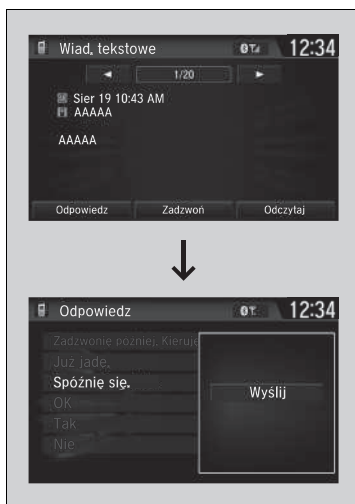 Wiad. tekstowe 12:34
1/20
Sier 19 10:43 AM
AAAAA
AAAAA
Odpowiedz Zadzwoń Odczytaj
Odpowiedz 12:34
Zadzwonię później, Kieruję
Już jadę.
Spóźnię się.
Wyślij
OK
Tak
Nie